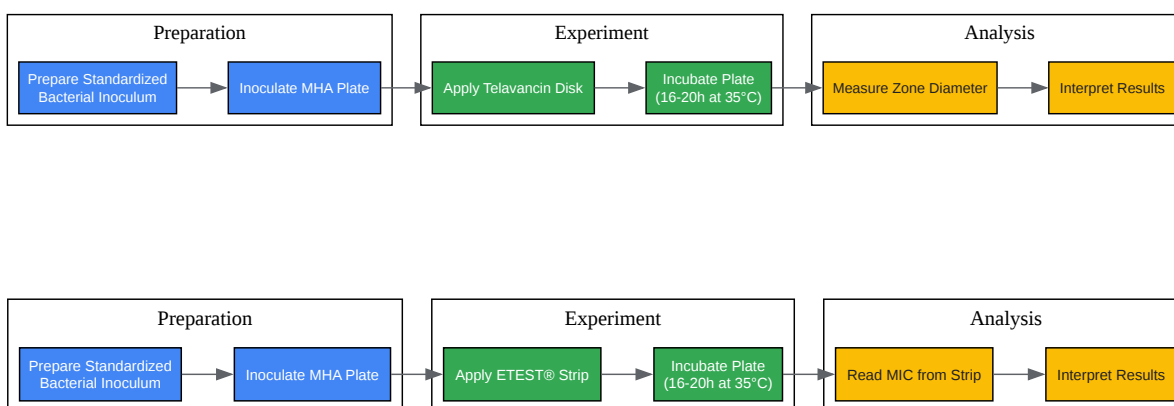 Preparation
Experiment
Analysis
Prepare Standardized
Bacterial Inoculum
Inoculate MHA Plate
Apply Telavancin Disk
Incubate Plate
(16-20h at 35°C)
Measure Zone Diameter
Interpret Results
Preparation
Experiment
Analysis
Prepare Standardized
Bacterial Inoculum
Inoculate MHA Plate
Apply ETEST® Strip
Incubate Plate
(16-20h at 35°C)
Read MIC from Strip
Interpret Results